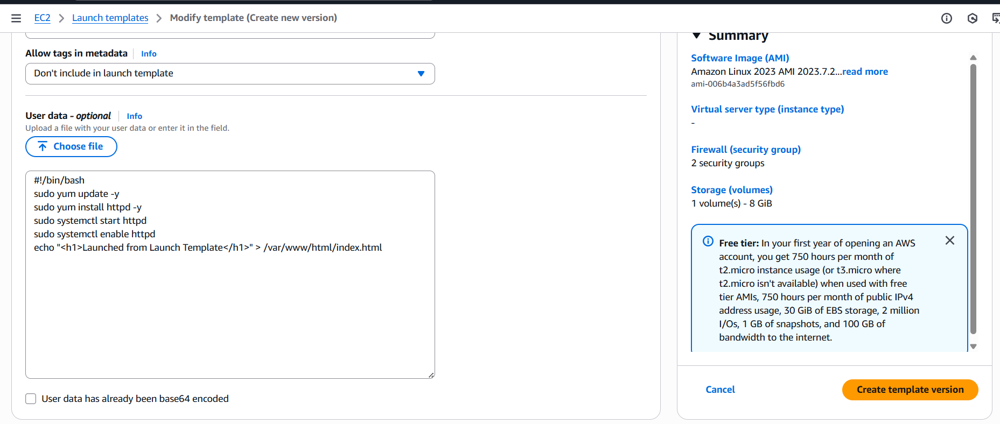 EC2 > Launch templates > Modify template (Create new version)
Allow tags in metadata Info
Don't include in launch template
User data - optional Info
Upload a file with your user data or enter it in the field.
Choose file
#!/bin/bash
sudo yum update -y
sudo yum install httpd -y
sudo systemctl start httpd
sudo systemctl enable httpd
echo "<h1>Launched from Launch Template</h1>" > /var/www/html/index.html
User data has already been base64 encoded
Summary
Software Image (AMI)
Amazon Linux 2023 AMI 2023.7.2...read more
ami-006b4a3ad5f56fbd6
Virtual server type (instance type)
-
Firewall (security group)
2 security groups
Storage (volumes)
1 volume(s) - 8 GiB
Free tier: In your first year of opening an AWS
account, you get 750 hours per month of
t2.micro instance usage (or t3.micro where
t2.micro isn't available) when used with free
tier AMIs, 750 hours per month of public IPv4
address usage, 30 GiB of EBS storage, 2 million
I/Os, 1 GB of snapshots, and 100 GB of
bandwidth to the internet.
Cancel
Create template version